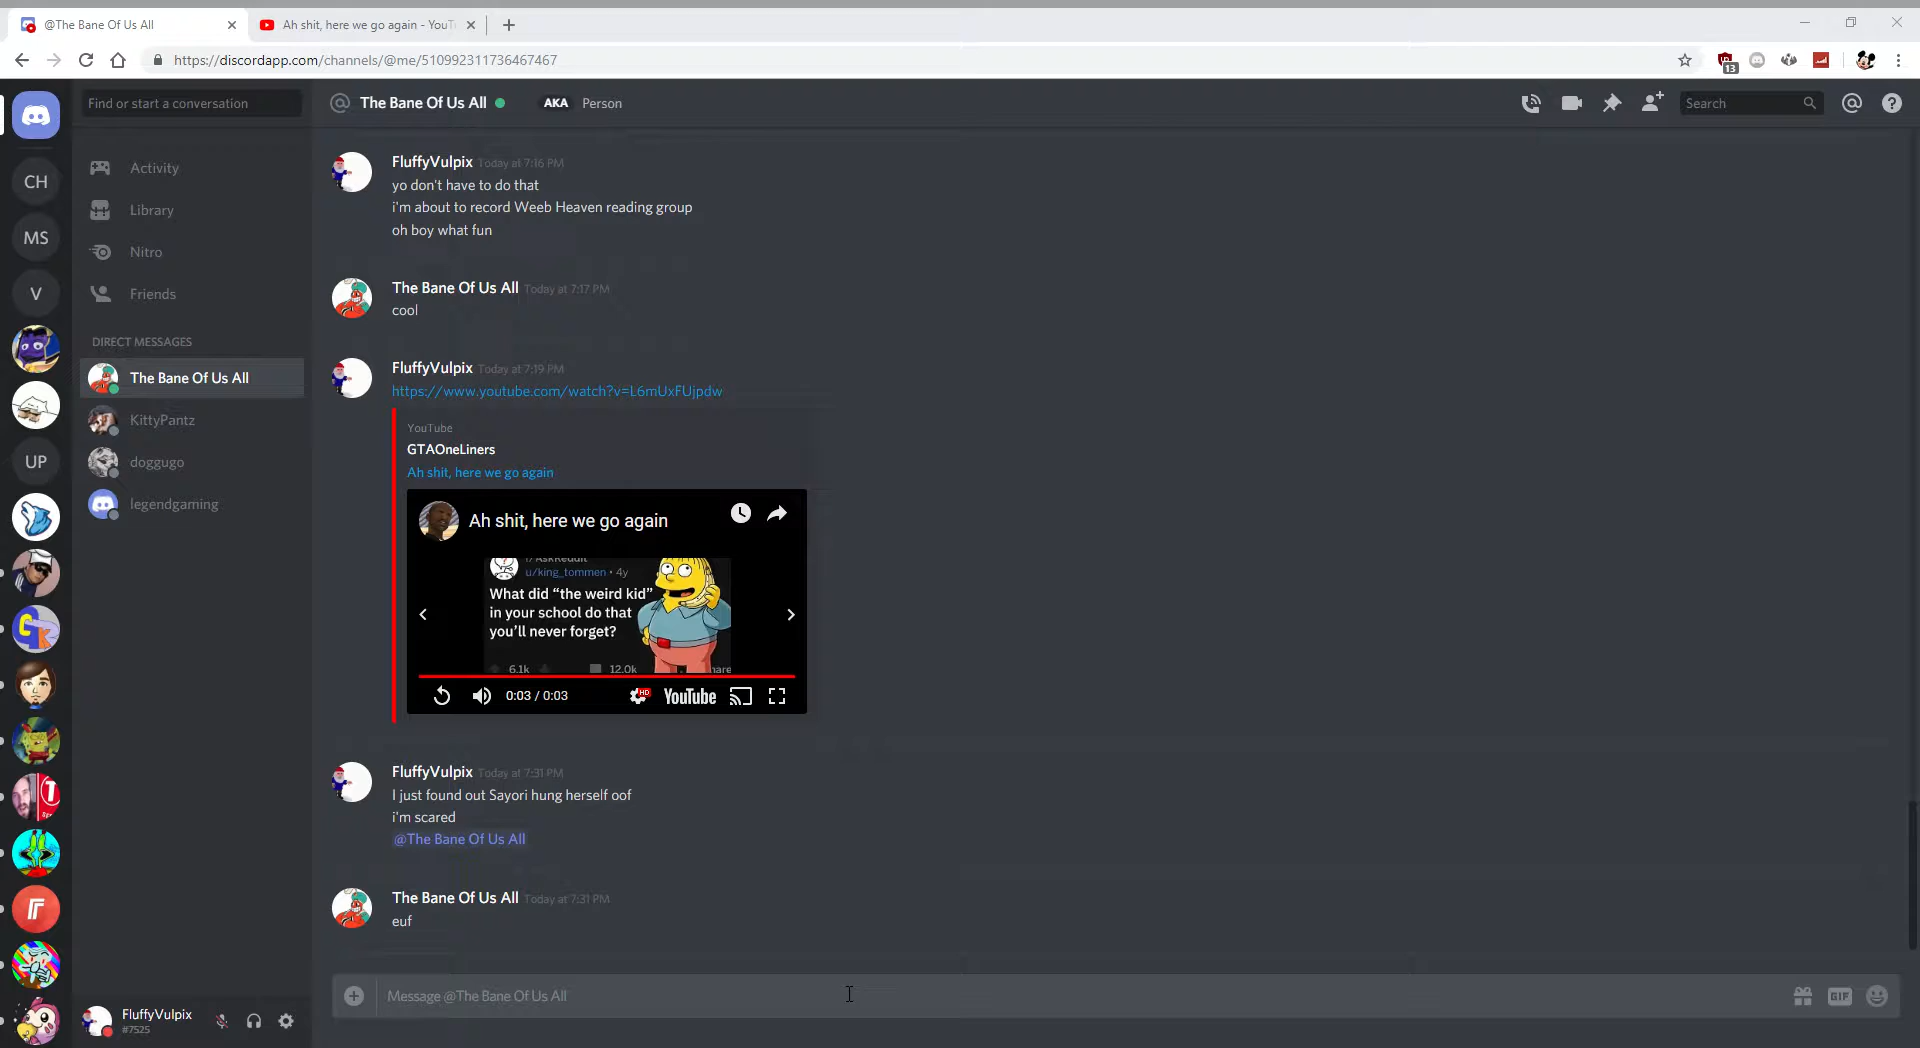 @The Bane Of Us All
Ah shit, here we go again - YouT
https://discordapp.com/channels/@me/510992311736467467
13
Find or start a conversation
The Bane Of Us All
AKA
Person
Search
CH
MS
V
UP
Activity
Library
Nitro
Friends
DIRECT MESSAGES
The Bane Of Us All
KittyPantz
doggugo
legendgaming
FluffyVulpix
#7525
FluffyVulpix Today at 7:16 PM
yo don't have to do that
i'm about to record Weeb Heaven reading group
oh boy what fun
The Bane Of Us All Today at 7:17 PM
cool
FluffyVulpix Today at 7:19 PM
https://www.youtube.com/watch?v=L6mUxFUjpdw
YouTube
GTAOneLiners
Ah shit, here we go again
Ah shit, here we go again
r/AskReddit
u/king_tommen • 4y
What did “the weird kid”
in your school do that
you’ll never forget?
6.1k 12.0k hare
0:03 / 0:03 HD YouTube
FluffyVulpix Today at 7:31 PM
I just found out Sayori hung herself oof
i'm scared
@The Bane Of Us All
The Bane Of Us All Today at 7:31 PM
euf
Message @The Bane Of Us All
GIF